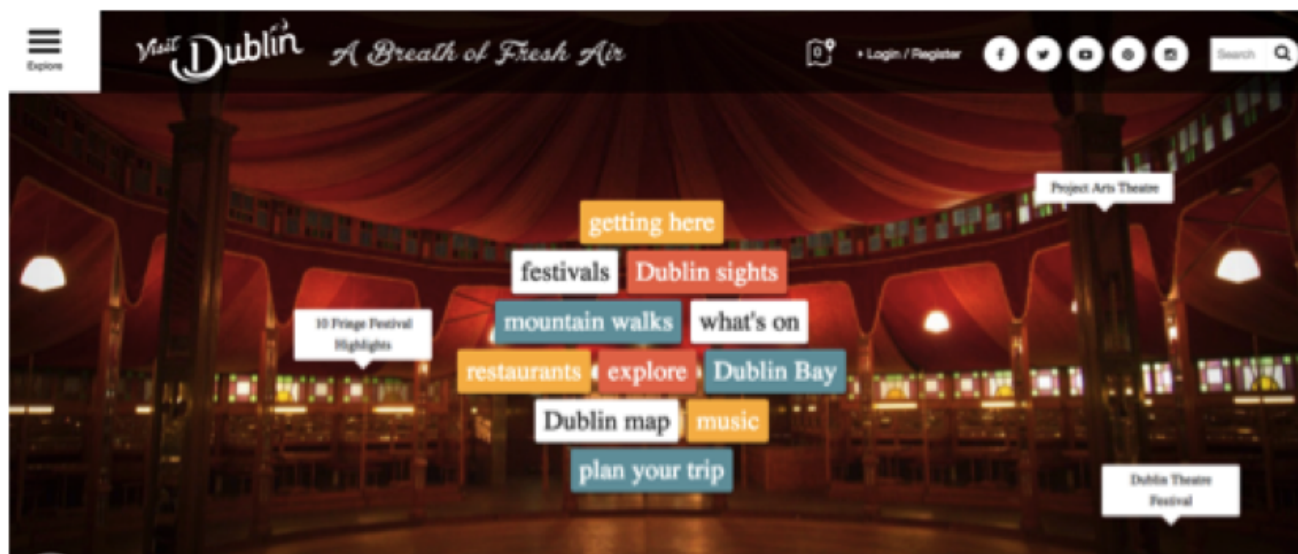 Visit Dublin A Breath of Fresh Air 0 • Login / Register Search
Explore
Project Arts Theatre
getting here
festivals Dublin sights
10 Fringe Festival
Highlights
mountain walks what's on
restaurants explore Dublin Bay
Dublin map music
plan your trip
Dublin Theatre
Festival